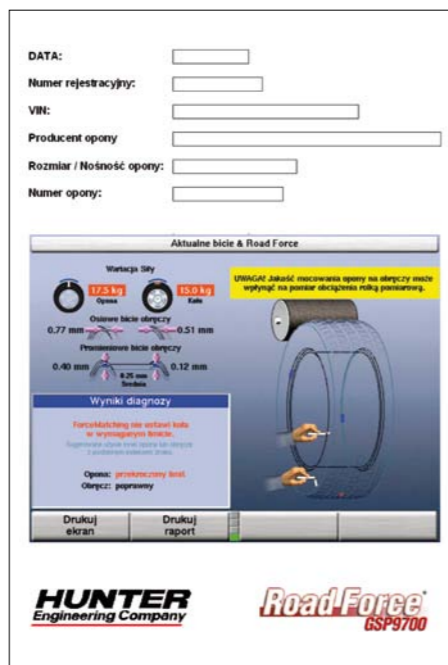 DATA:
Numer rejestracyjny:
VIN:
Producent opony
Rozmiar / Nośność opony:
Numer opony:
Aktualne bicie & Road Force
Wariacja Siły
17.5 kg
15.0 kg
Opona
Koła
UWAGA! Jakość mocowania opony na obręczy może
wpłynąć na pomiar obciążenia rolką pomiarową.
Osiowe bicie obręczy
0.77 mm
0.51 mm
Promieniowe bicie obręczy
0.40 mm
0.12 mm
0.25 mm
Średnia
Wyniki diagnozy
ForceMatching nie ustawi koła
w wymaganym limicie.
Opona: przekroczony limit.
Obręcz: poprawny
Drukuj
ekran
Drukuj
raport
HUNTER
Engineering Company
Road Force
GSP9700